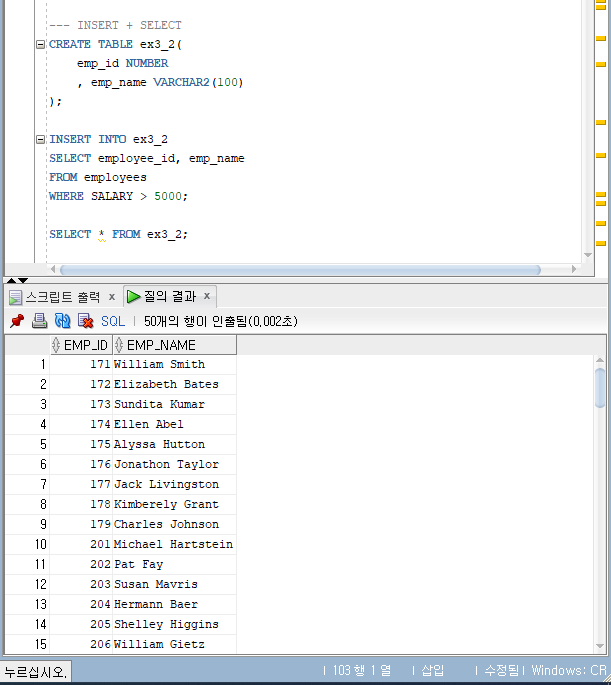 --- INSERT + SELECT
CREATE TABLE ex3_2(
emp_id NUMBER
, emp_name VARCHAR2(100)
);
INSERT INTO ex3_2
SELECT employee_id, emp_name
FROM employees
WHERE SALARY > 5000;
SELECT * FROM ex3_2;
스크립트 출력 x 질의 결과 x
SQL | 50개의 행이 인출됨(0,002초)
EMP_ID EMP_NAME
1 171 William Smith
2 172 Elizabeth Bates
3 173 Sundita Kumar
4 174 Ellen Abel
5 175 Alyssa Hutton
6 176 Jonathon Taylor
7 177 Jack Livingston
8 178 Kimberely Grant
9 179 Charles Johnson
10 201 Michael Hartstein
11 202 Pat Fay
12 203 Susan Mavris
13 204 Hermann Baer
14 205 Shelley Higgins
15 206 William Gietz
누르십시오. | 103 행 1 열 | 삽입 | 수정됨 | Windows: CR